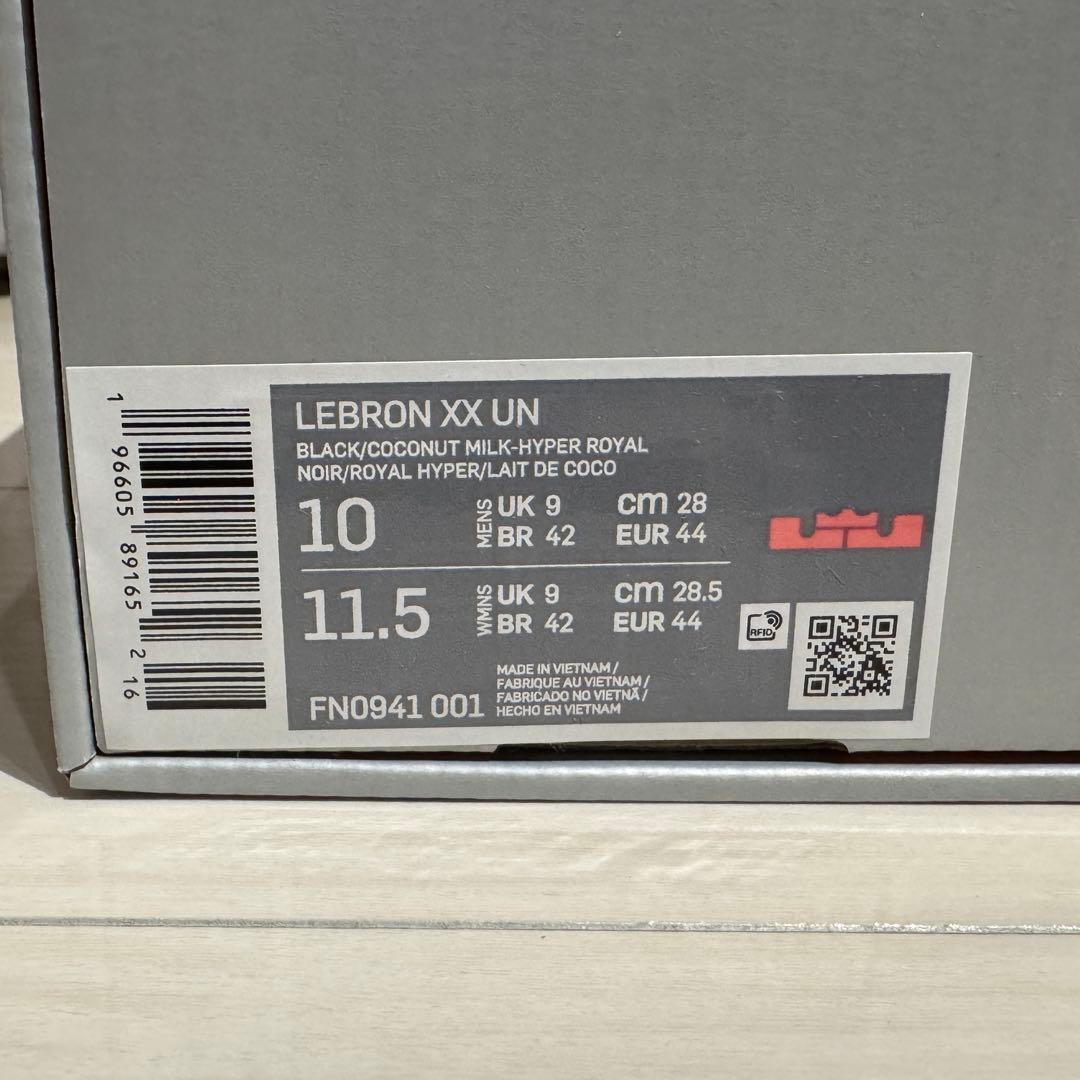 1 96605 89165 2 16
LEBRON XX UN
BLACK/COCONUT MILK-HYPER ROYAL
NOIR/ROYAL HYPER/LAIT DE COCO
10 MENS UK 9 cm 28
BR 42 EUR 44
11.5 WMNS UK 9 cm 28.5
BR 42 EUR 44
RFID
FN0941 001
MADE IN VIETNAM /
FABRIQUE AU VIETNAM /
FABRICADO NO VIETNÃ /
HECHO EN VIETNAM